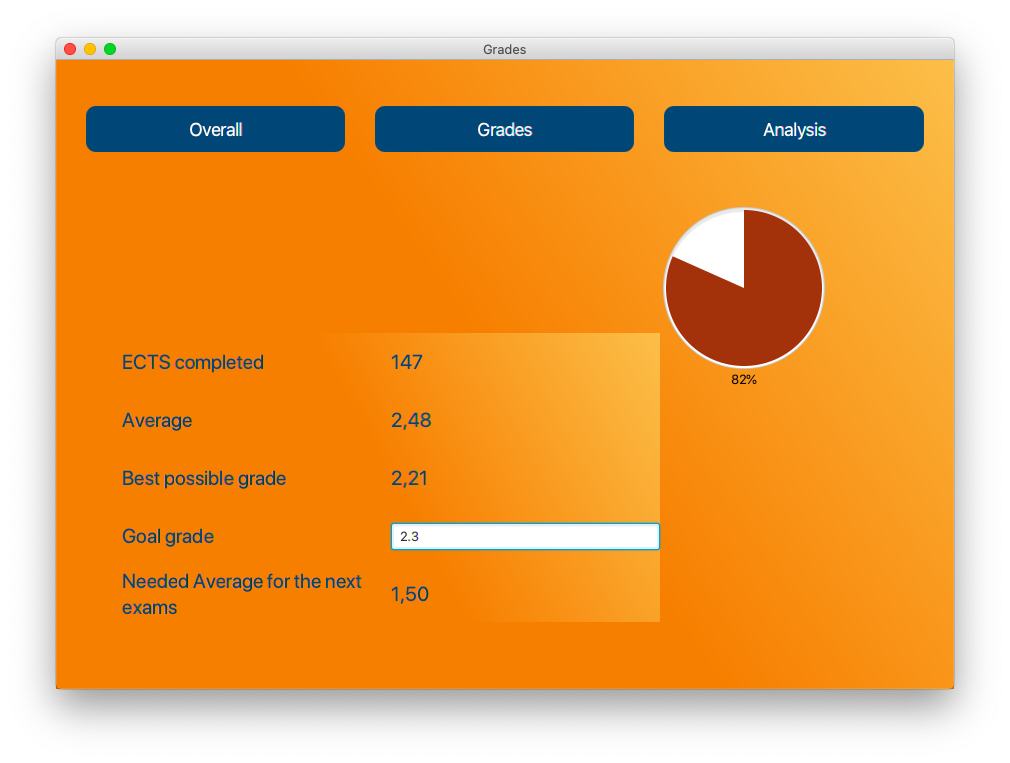 Grades
Overall
Grades
Analysis
82%
ECTS completed
147
Average
2,48
Best possible grade
2,21
Goal grade
2.3
Needed Average for the next
exams
1,50